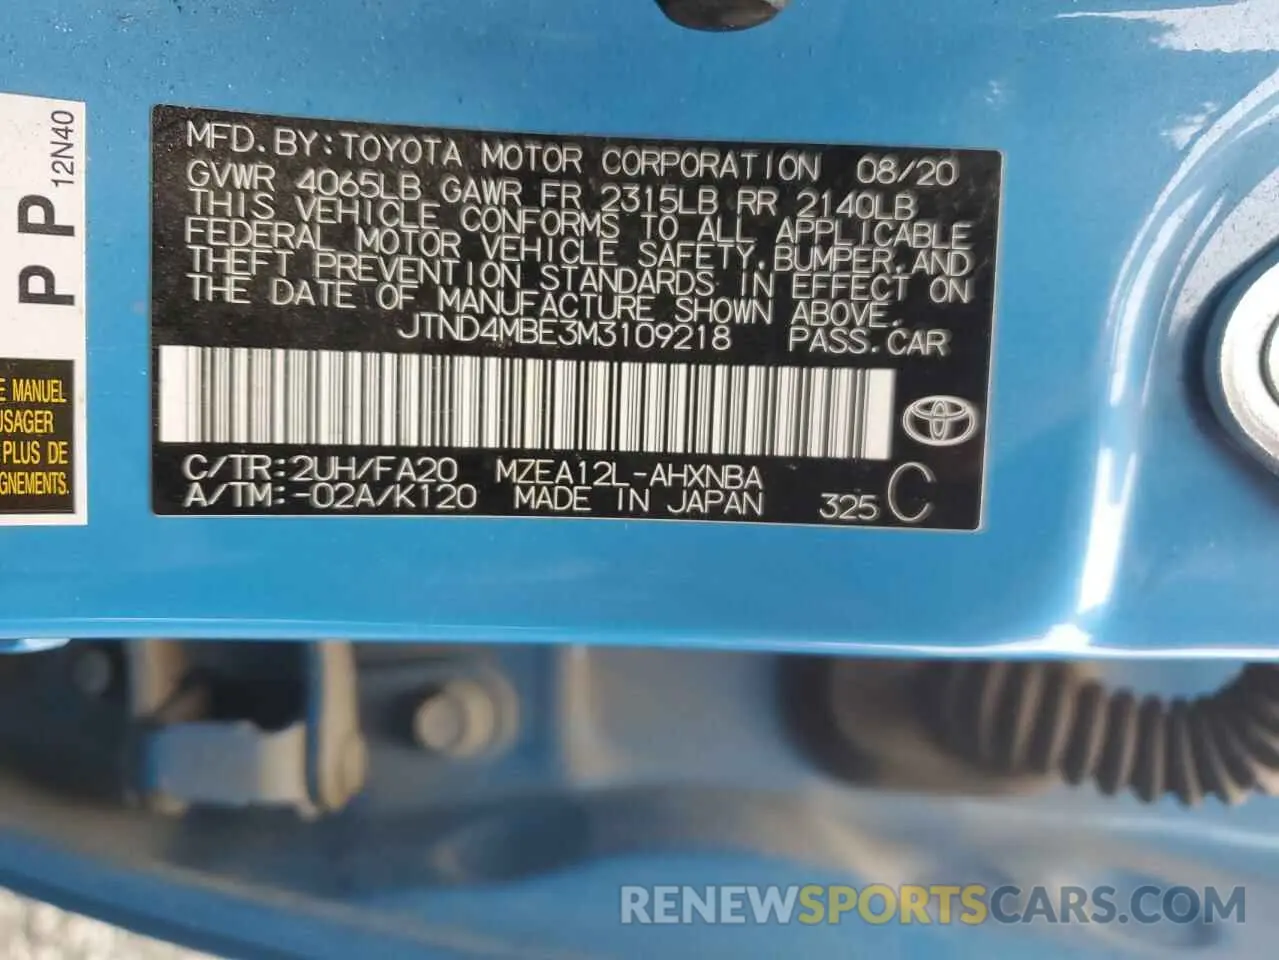 MFD. BY: TOYOTA MOTOR CORPORATION 08/20
GVWR 4065LB GAWR FR 2315LB RR 2140LB
THIS VEHICLE CONFORMS TO ALL APPLICABLE
FEDERAL MOTOR VEHICLE SAFETY, BUMPER, AND
THEFT PREVENTION STANDARDS IN EFFECT ON
THE DATE OF MANUFACTURE SHOWN ABOVE.
JTND4MBE3M3109218 PASS. CAR
C/TR: 2UH/FA20 MZEA12L-AHXNBA
A/TM: -02A/K120 MADE IN JAPAN 325 C
P P 12N40
E MANUEL
USAGER
PLUS DE
GNEMENTS.
RENEWSPORTSCARS.COM